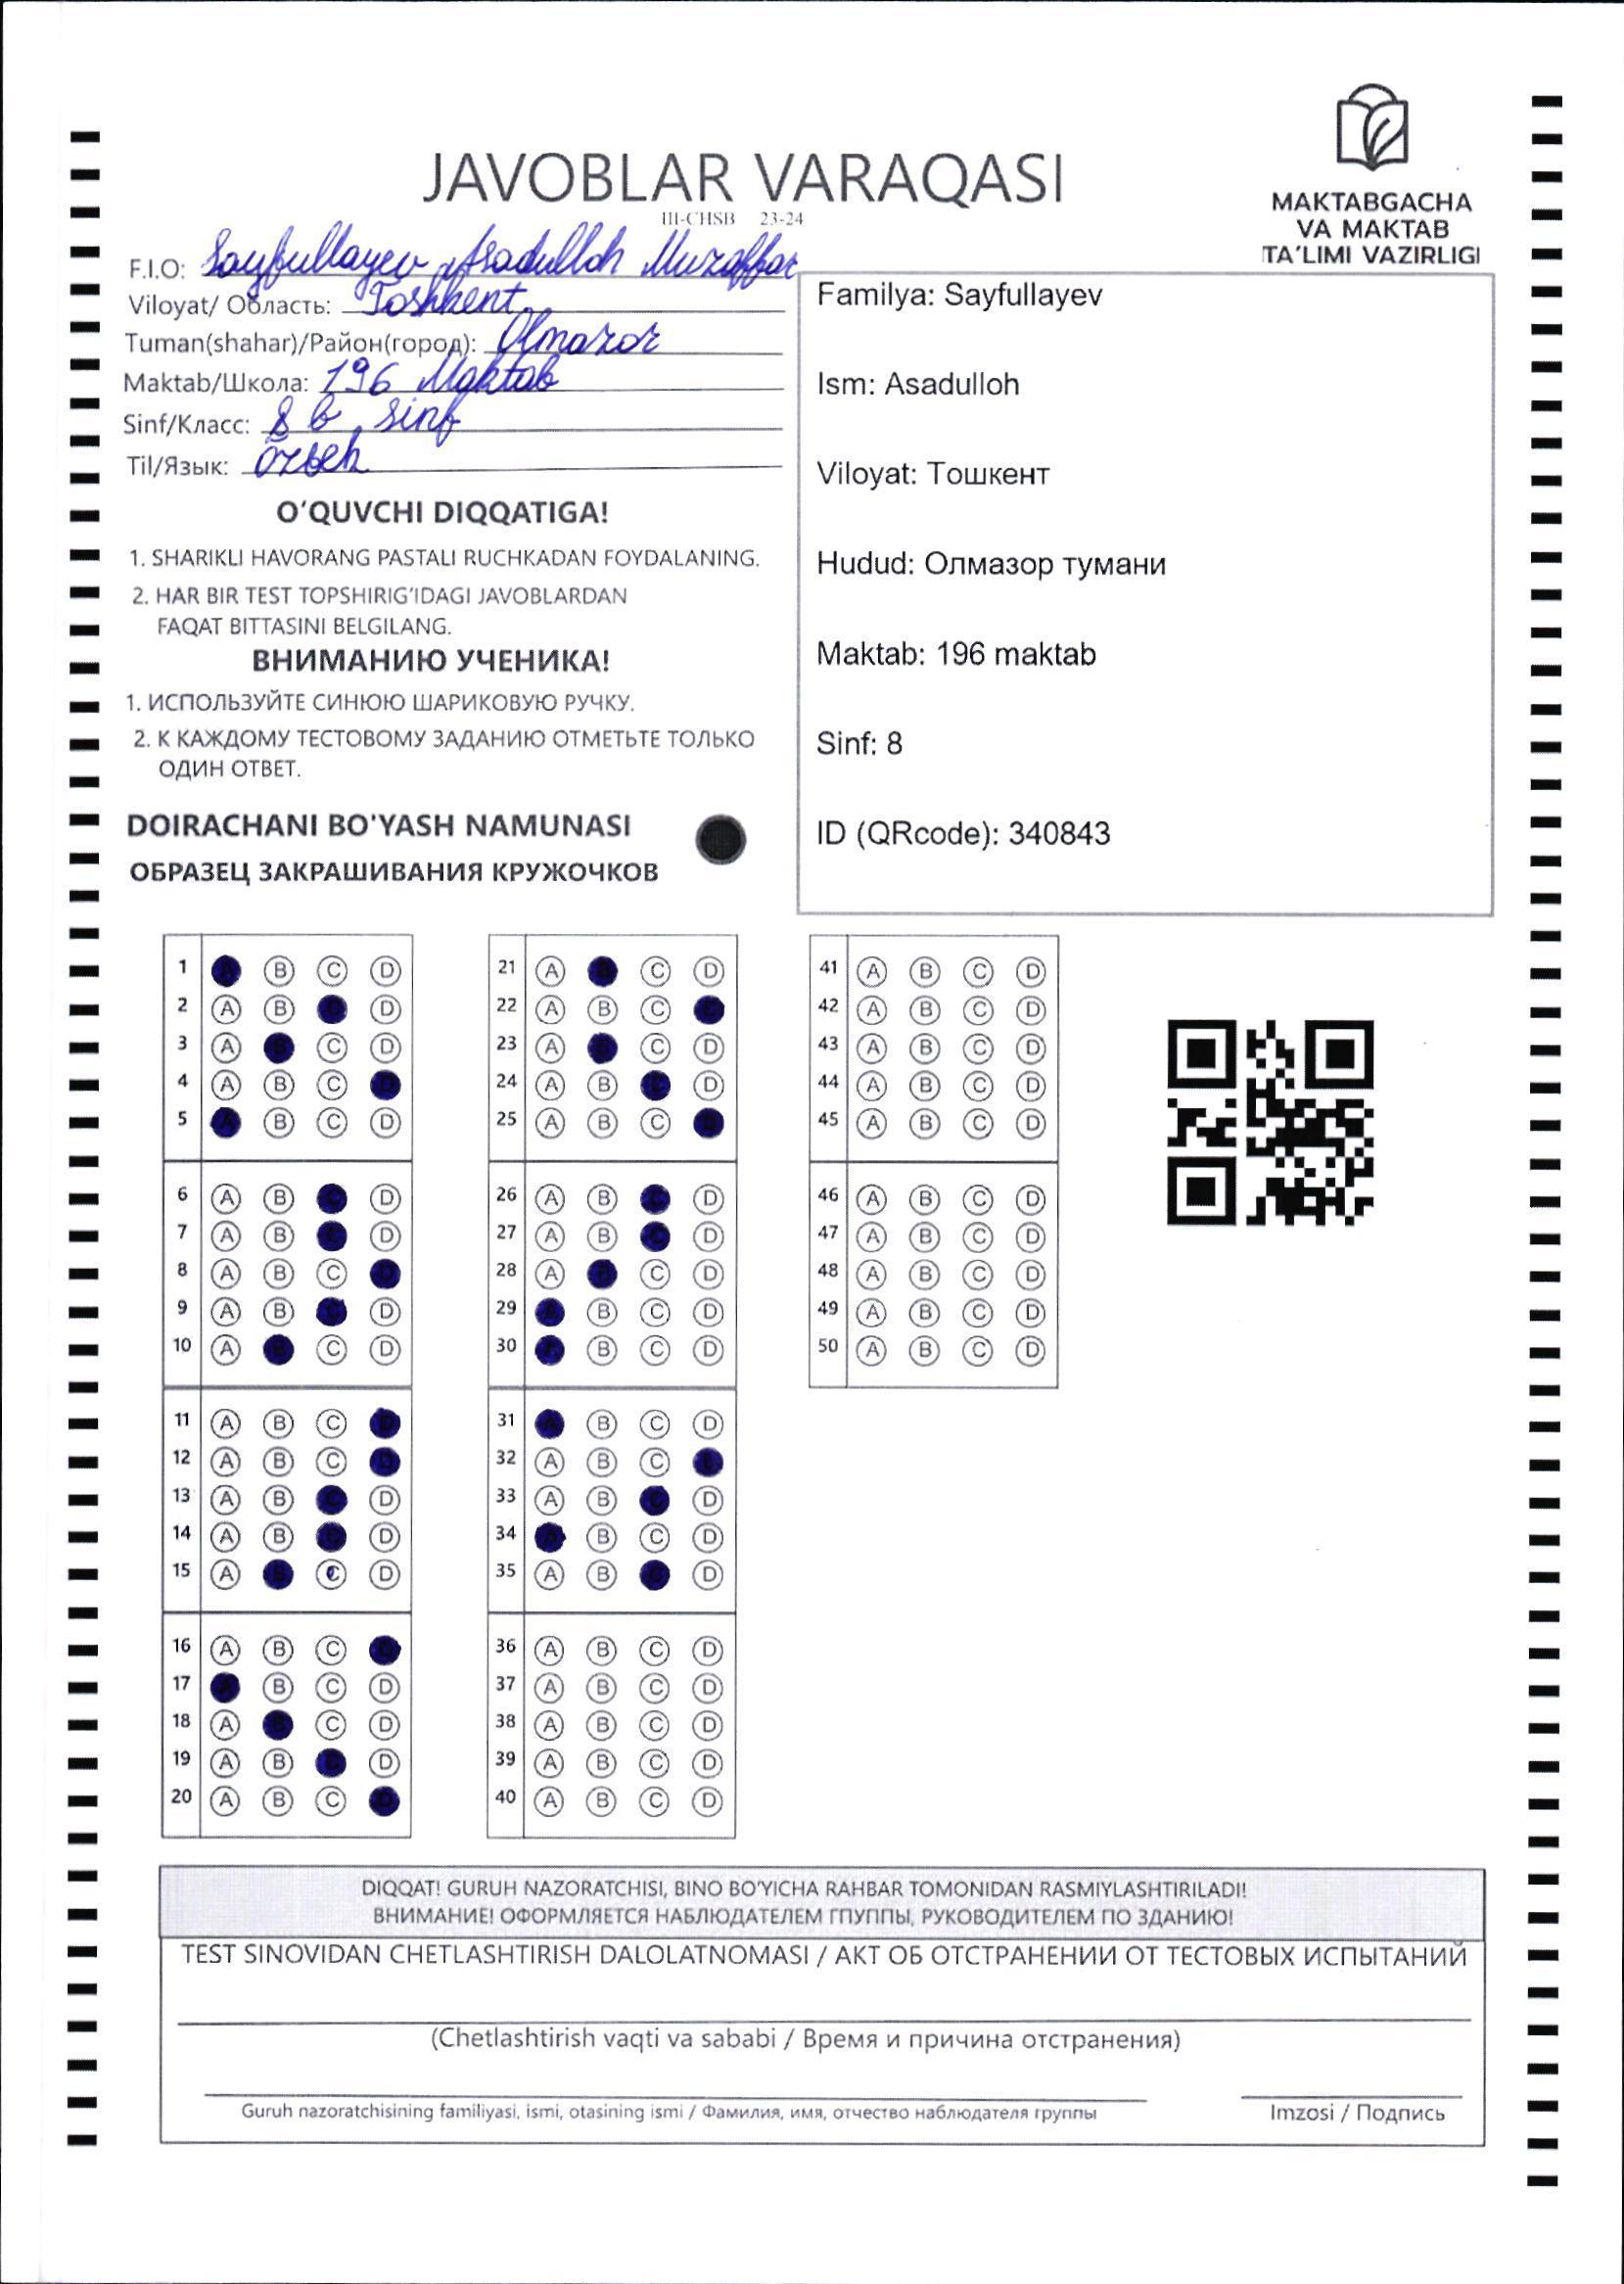 JAVOBLAR VARAQASI
III-CHSB 23-24
MAKTABGACHA
VA MAKTAB
TA'LIMI VAZIRLIGI
F.I.O: Sayfullayev Asadulloh Muzaffar
Viloyat/ Область: Toshkent
Tuman(shahar)/Район(город): Olmazor
Maktab/Школа: 196 Maktab
Sinf/Класс: 8 b sinf
Til/Язык: Özbek
O'QUVCHI DIQQATIGA!
1. SHARIKLI HAVORANG PASTALI RUCHKADAN FOYDALANING.
2. HAR BIR TEST TOPSHIRIG'IDAGI JAVOBLARDAN
FAQAT BITTASINI BELGILANG.
ВНИМАНИЮ УЧЕНИКА!
1. ИСПОЛЬЗУЙТЕ СИНЮЮ ШАРИКОВУЮ РУЧКУ.
2. К КАЖДОМУ ТЕСТОВОМУ ЗАДАНИЮ ОТМЕТЬТЕ ТОЛЬКО
ОДИН ОТВЕТ.
DOIRACHANI BO'YASH NAMUNASI
ОБРАЗЕЦ ЗАКРАШИВАНИЯ КРУЖОЧКОВ
Familya: Sayfullayev
Ism: Asadulloh
Viloyat: Тошкент
Hudud: Олмазор тумани
Maktab: 196 maktab
Sinf: 8
ID (QRcode): 340843
1 A B C D
2 A B C D
3 A B C D
4 A B C D
5 A B C D
6 A B C D
7 A B C D
8 A B C D
9 A B C D
10 A B C D
11 A B C D
12 A B C D
13 A B C D
14 A B C D
15 A B C D
16 A B C D
17 A B C D
18 A B C D
19 A B C D
20 A B C D
21 A B C D
22 A B C D
23 A B C D
24 A B C D
25 A B C D
26 A B C D
27 A B C D
28 A B C D
29 A B C D
30 A B C D
31 A B C D
32 A B C D
33 A B C D
34 A B C D
35 A B C D
36 A B C D
37 A B C D
38 A B C D
39 A B C D
40 A B C D
41 A B C D
42 A B C D
43 A B C D
44 A B C D
45 A B C D
46 A B C D
47 A B C D
48 A B C D
49 A B C D
50 A B C D
DIQQAT! GURUH NAZORATCHISI, BINO BO'YICHA RAHBAR TOMONIDAN RASMIYLASHTIRILADI!
ВНИМАНИЕ! ОФОРМЛЯЕТСЯ НАБЛЮДАТЕЛЕМ ГПУППЫ, РУКОВОДИТЕЛЕМ ПО ЗДАНИЮ!
TEST SINOVIDAN CHETLASHTIRISH DALOLATNOMASI / АКТ ОБ ОТСТРАНЕНИИ ОТ ТЕСТОВЫХ ИСПЫТАНИЙ
(Chetlashtirish vaqti va sababi / Время и причина отстранения)
Guruh nazoratchisining familiyasi, ismi, otasining ismi / Фамилия, имя, отчество наблюдателя группы
Imzosi / Подпись